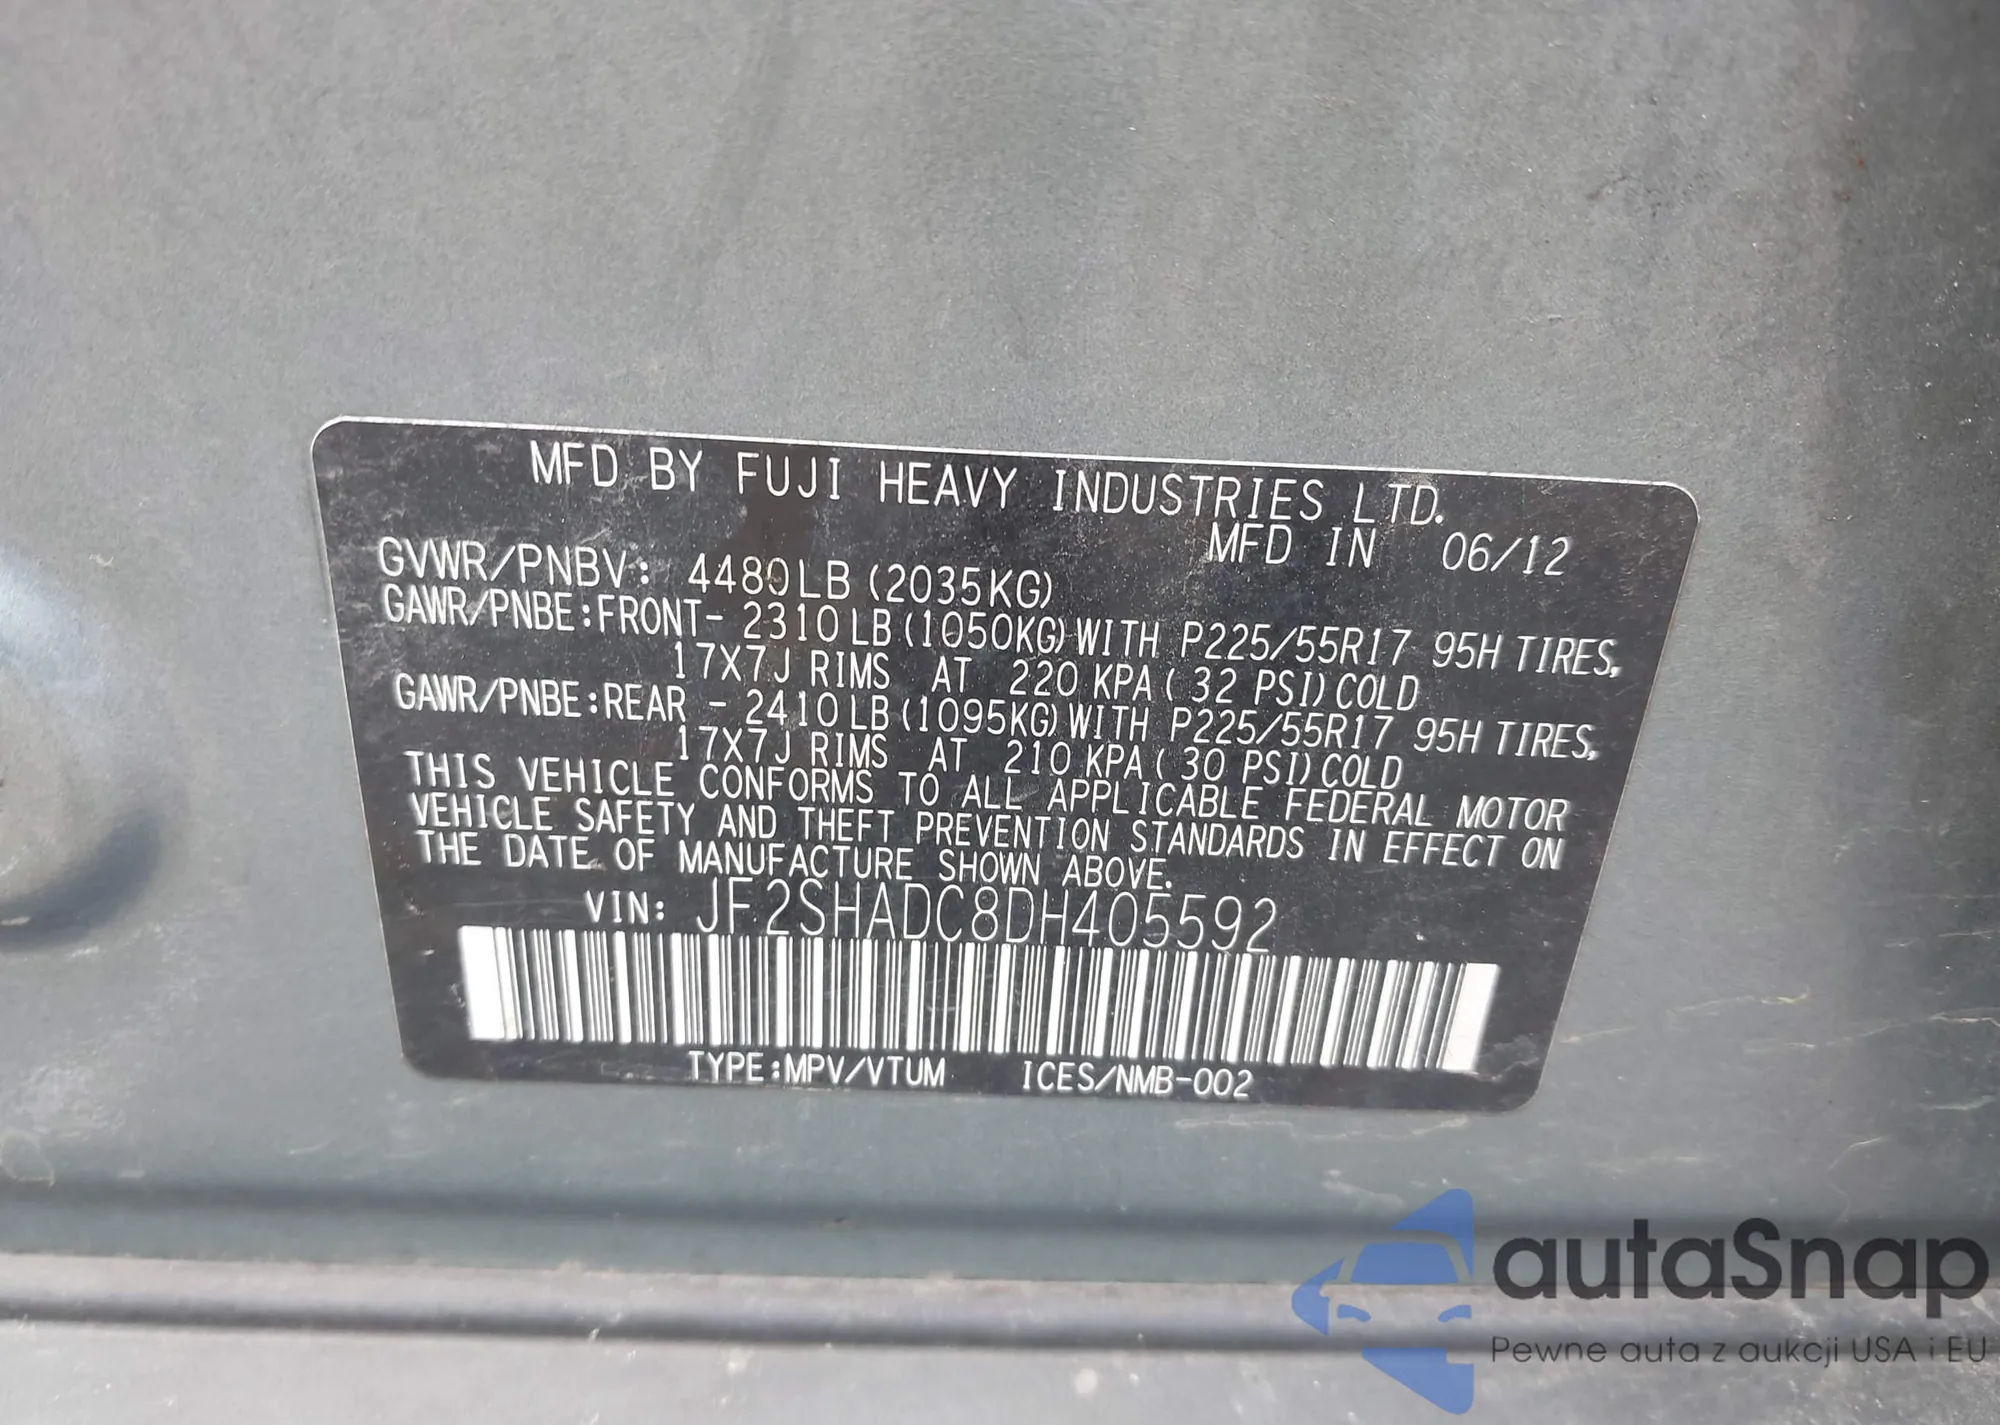 MFD BY FUJI HEAVY INDUSTRIES LTD.
MFD IN 06/12
GVWR/PNBV: 4480LB (2035KG)
GAWR/PNBE:FRONT- 2310LB (1050KG) WITH P225/55R17 95H TIRES,
17X7J RIMS AT 220 KPA ( 32 PSI) COLD
GAWR/PNBE:REAR - 2410LB (1095KG) WITH P225/55R17 95H TIRES,
17X7J RIMS AT 210 KPA ( 30 PSI) COLD
THIS VEHICLE CONFORMS TO ALL APPLICABLE FEDERAL MOTOR
VEHICLE SAFETY AND THEFT PREVENTION STANDARDS IN EFFECT ON
THE DATE OF MANUFACTURE SHOWN ABOVE.
VIN: JF2SHADC8DH405592
TYPE:MPV/VTUM ICES/NMB-002
autaSnap
Pewne auta z aukcji USA i EU